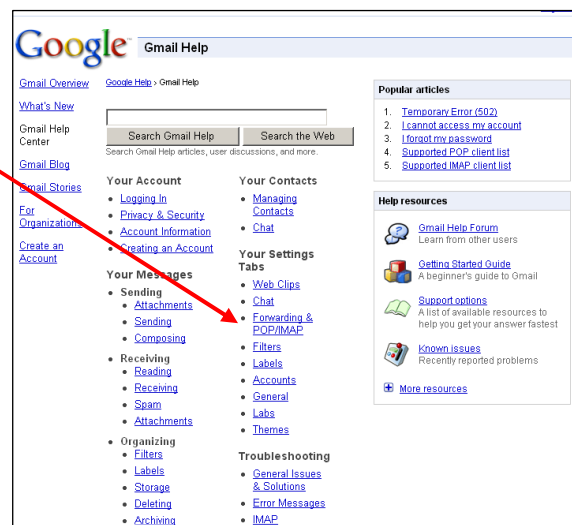 Google Gmail Help
Gmail Overview
What's New
Gmail Help
Center
Gmail Blog
Gmail Stories
For
Organizations
Create an
Account
Google Help > Gmail Help
Search Gmail Help
Search the Web
Search Gmail Help articles, user discussions, and more.
Your Account
Logging In
Privacy & Security
Account Information
Creating an Account
Your Messages
Sending
Attachments
Sending
Composing
Receiving
Reading
Receiving
Spam
Attachments
Organizing
Filters
Labels
Storage
Deleting
Archiving
Your Contacts
Managing
Contacts
Chat
Your Settings
Tabs
Web Clips
Chat
Forwarding &
POP/IMAP
Filters
Labels
Accounts
General
Labs
Themes
Troubleshooting
General Issues
& Solutions
Error Messages
IMAP
Popular articles
1. Temporary Error (502)
2. I cannot access my account
3. I forgot my password
4. Supported POP client list
5. Supported IMAP client list
Help resources
Gmail Help Forum
Learn from other users
Getting Started Guide
A beginner's guide to Gmail
Support options
A list of available resources to
help you get your answer fastest
Known issues
Recently reported problems
More resources